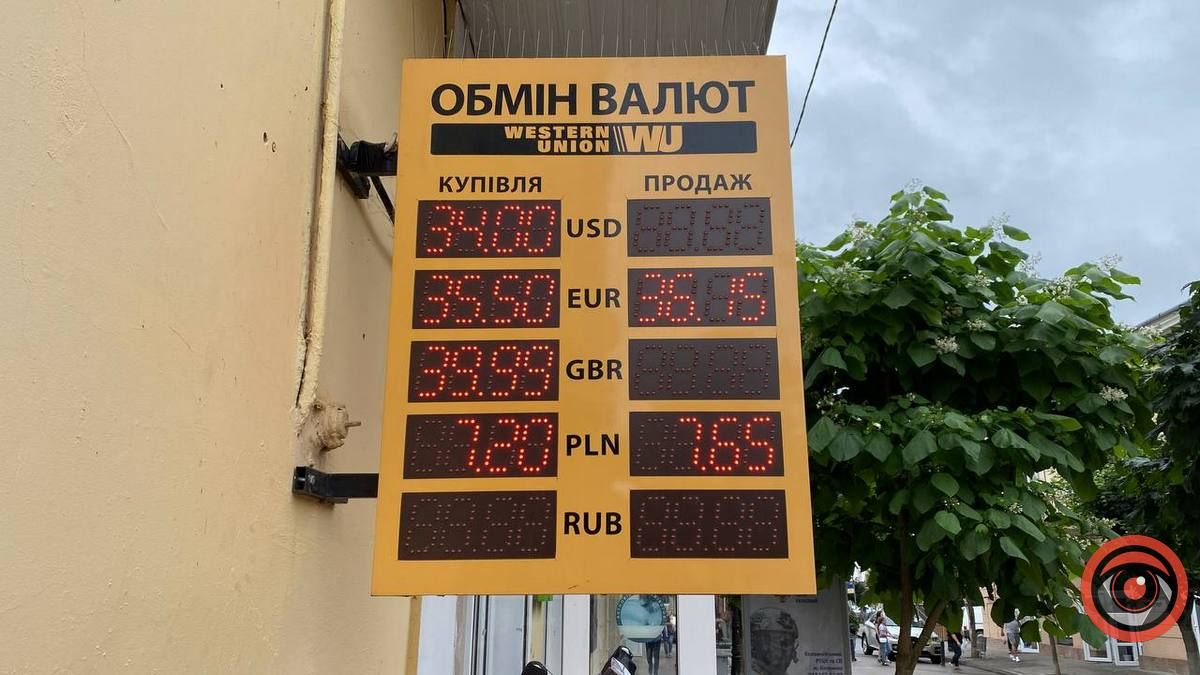 ОБМІН ВАЛЮТ
WESTERN UNION WU
КУПІВЛЯ ПРОДАЖ
34.00 USD
35.50 EUR 36.15
39.99 GBR
7.20 PLN 7.65
RUB